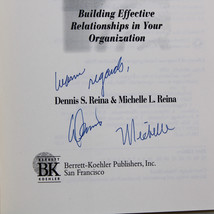 Building Effective
Relationships in Your
Organization
Warm regards,
Dennis S. Reina & Michelle L. Reina
Dennis Michelle
BERRETT
BK
KOEHLER
Berrett-Koehler Publishers, Inc.
San Francisco